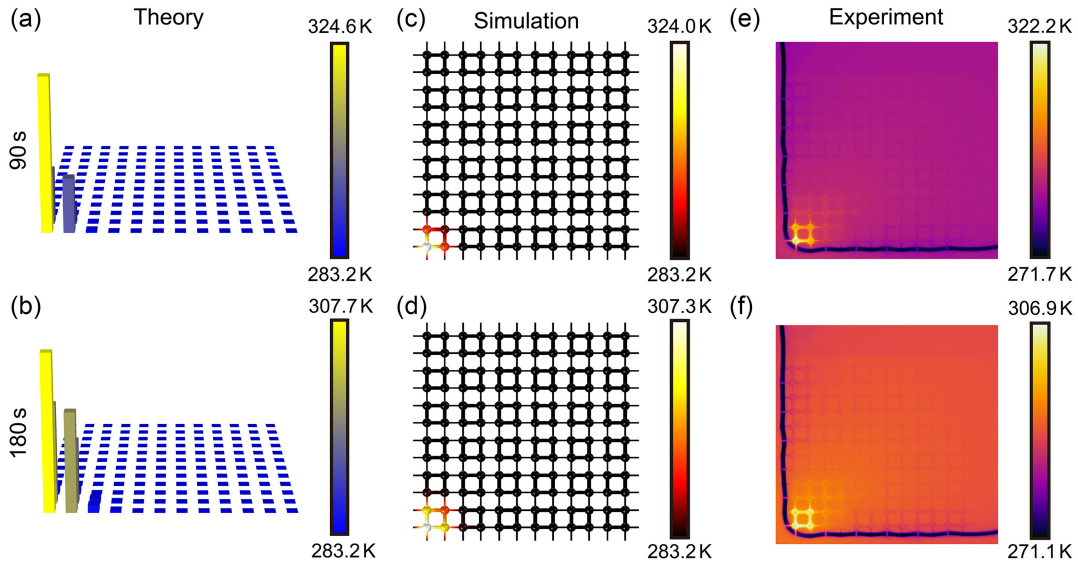 (a) Theory
324.6 K
283.2 K
90 s
(c) Simulation
324.0 K
283.2 K
(e) Experiment
322.2 K
271.7 K
(b)
307.7 K
283.2 K
180 s
(d)
307.3 K
283.2 K
(f)
306.9 K
271.1 K